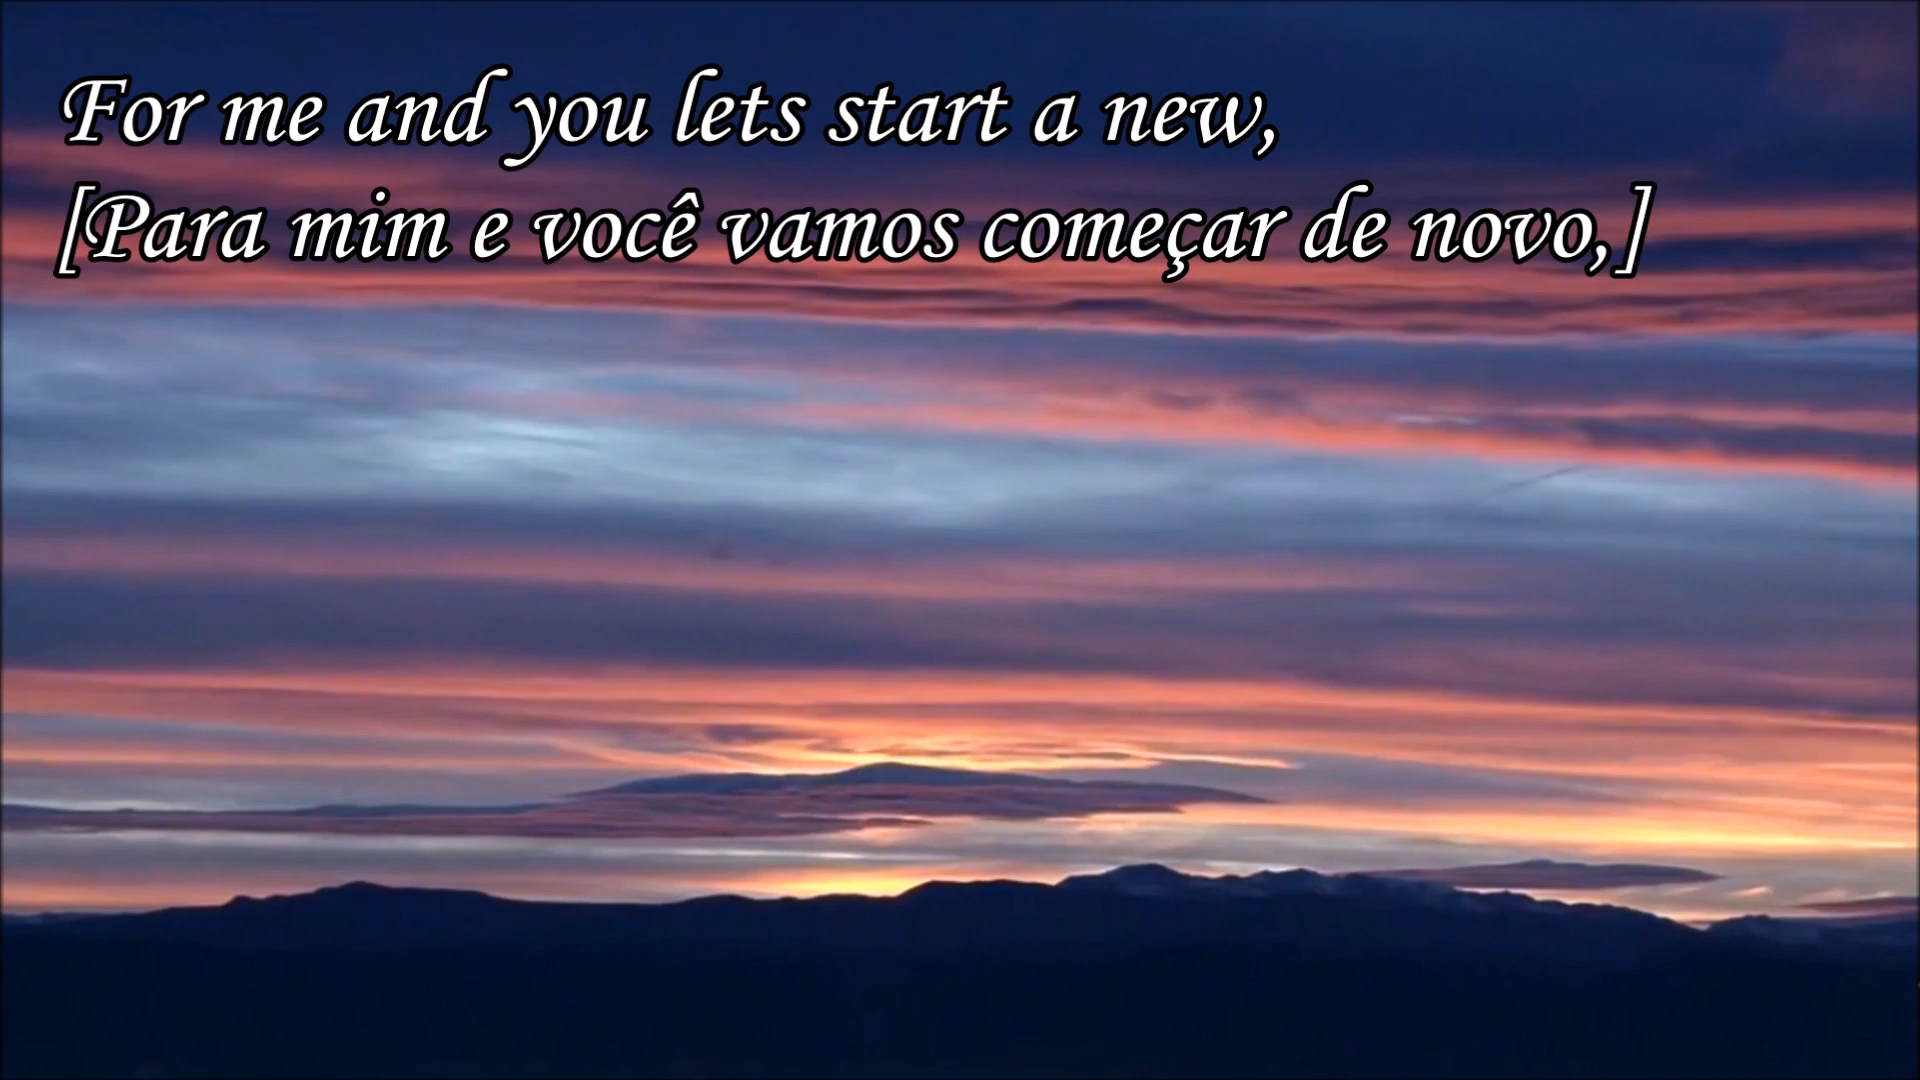 For me and you lets start a new,
[Para mim e você vamos começar de novo,]